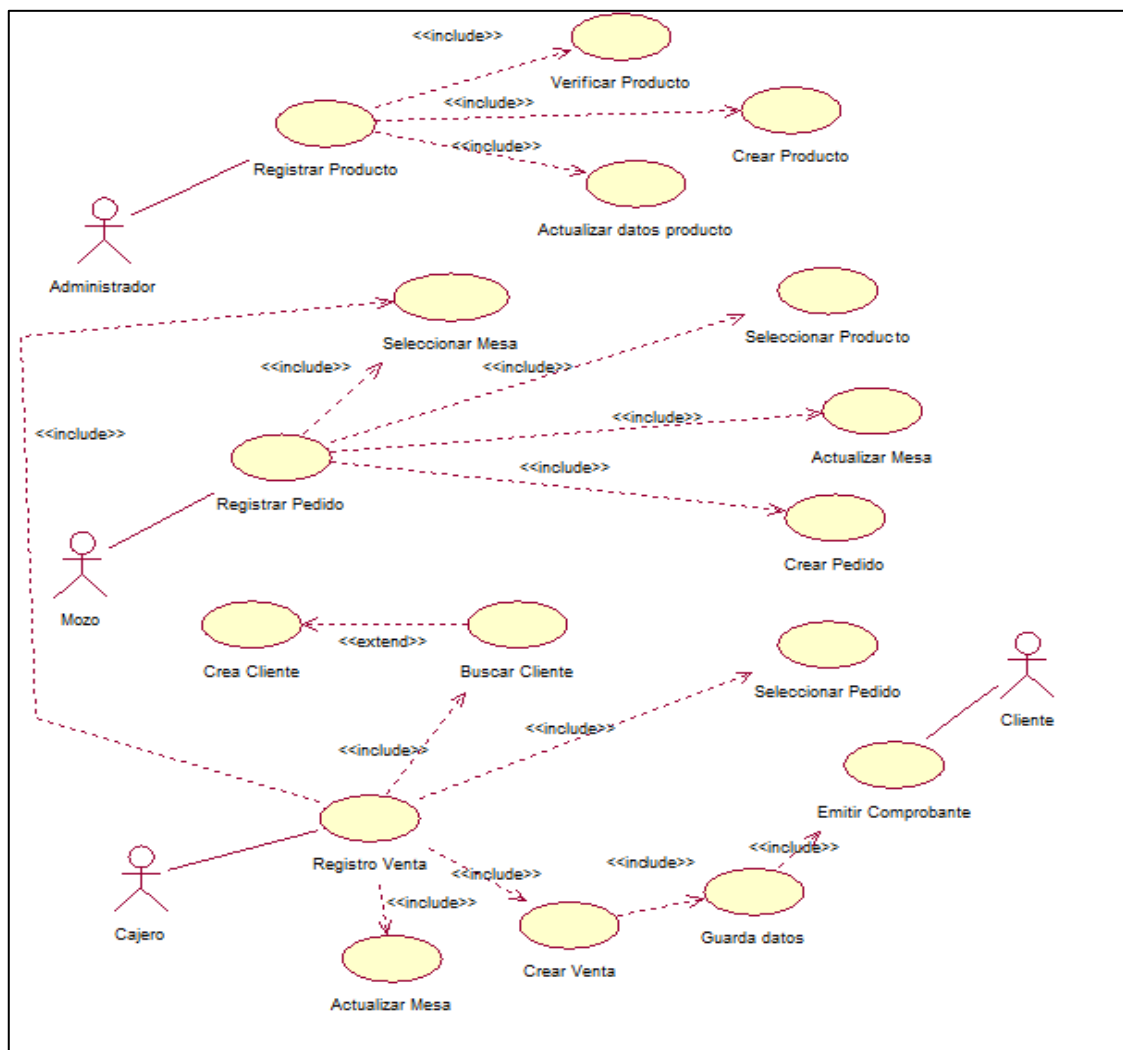 <<include>>
Verificar Producto
<<include>>
<<include>>
Crear Producto
Registrar Producto
Actualizar datos producto
Administrador
Seleccionar Mesa
Seleccionar Producto
<<include>>
<<include>>
<<include>>
<<include>>
Actualizar Mesa
<<include>>
Registrar Pedido
Crear Pedido
Mozo
<<extend>>
Crea Cliente
Buscar Cliente
Seleccionar Pedido
Cliente
<<include>>
<<include>>
Emitir Comprobante
<<include>>
Registro Venta
<<include>>
<<include>>
<<include>>
Cajero
Guarda datos
Crear Venta
Actualizar Mesa